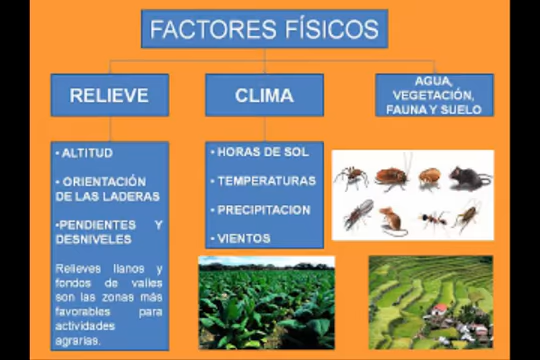 FACTORES FÍSICOS
RELIEVE
CLIMA
AGUA,
VEGETACIÓN,
FAUNA Y SUELO
• ALTITUD
• ORIENTACIÓN
DE LAS LADERAS
•PENDIENTES Y
DESNIVELES
Relieves llanos y
fondos de valles
son las zonas más
favorables para
actividades
agrarias.
• HORAS DE SOL
• TEMPERATURAS
• PRECIPITACION
• VIENTOS